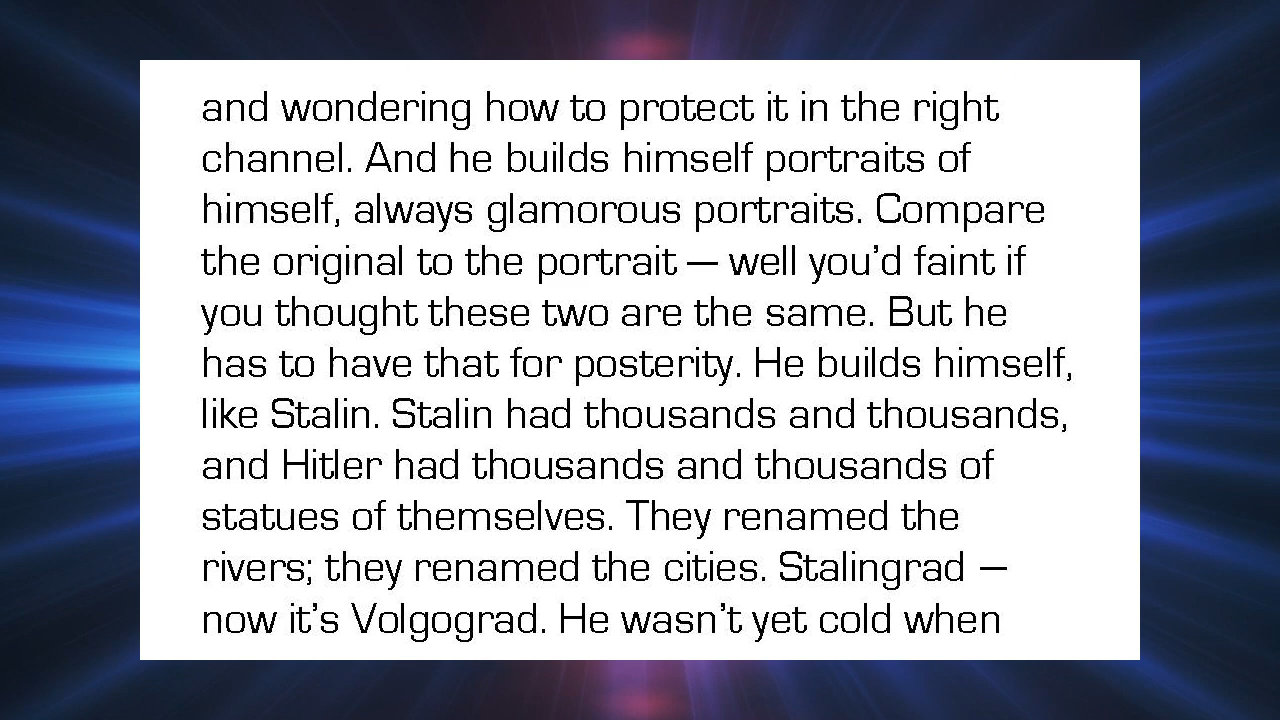 and wondering how to protect it in the right
channel. And he builds himself portraits of
himself, always glamorous portraits. Compare
the original to the portrait — well you’d faint if
you thought these two are the same. But he
has to have that for posterity. He builds himself,
like Stalin. Stalin had thousands and thousands,
and Hitler had thousands and thousands of
statues of themselves. They renamed the
rivers; they renamed the cities. Stalingrad —
now it’s Volgograd. He wasn’t yet cold when